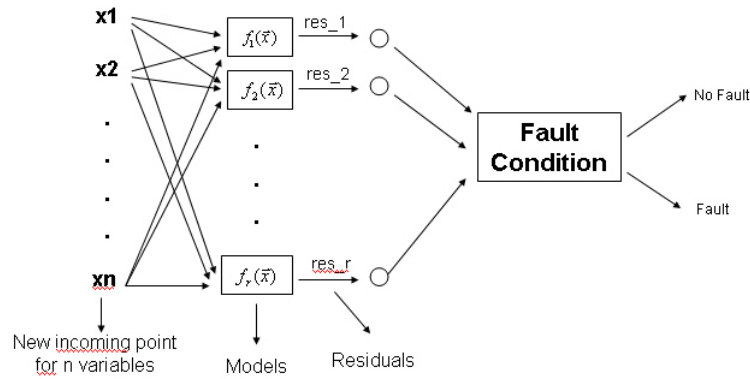 x1
x2
xn
f₁(x⃗)
f₂(x⃗)
fᵣ(x⃗)
res_1
res_2
res_r
Fault
Condition
No Fault
Fault
New incoming point
for n variables
Models
Residuals